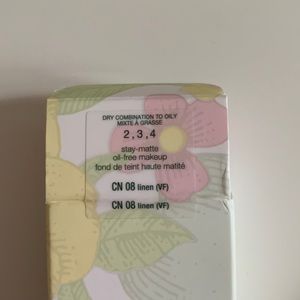 DRY COMBINATION TO OILY
MIXTE À GRASSE
2, 3, 4
stay-matte
oil-free makeup
fond de teint haute matité
CN 08 linen (VF)
CN 08 linen (VF)